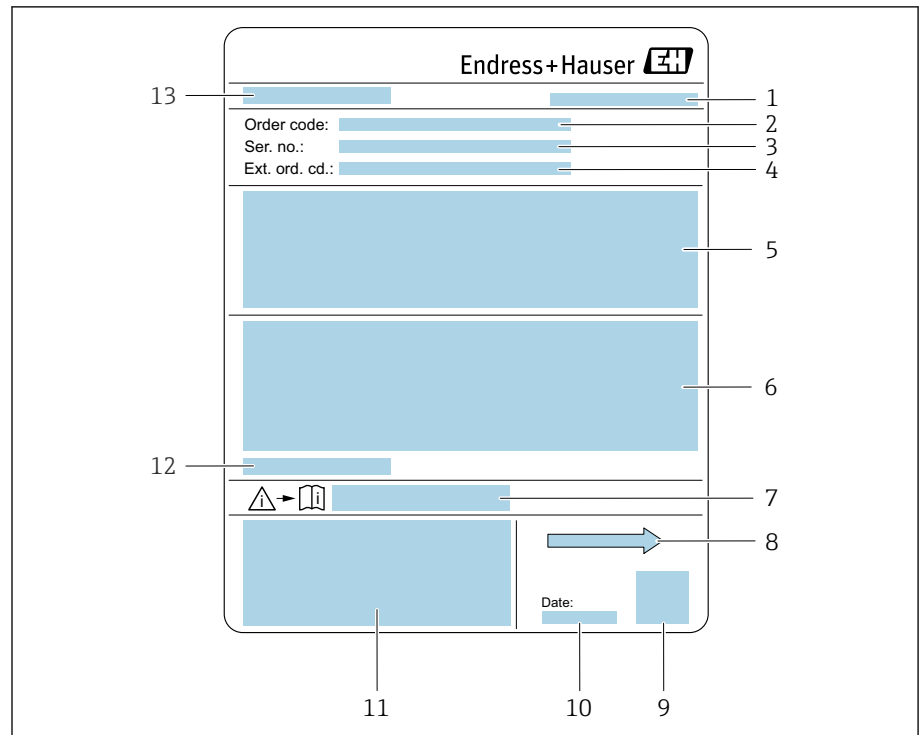 Endress+Hauser EH
13
1
Order code:
2
Ser. no.:
3
Ext. ord. cd.:
4
5
6
12
i i
7
8
Date:
11
10
9